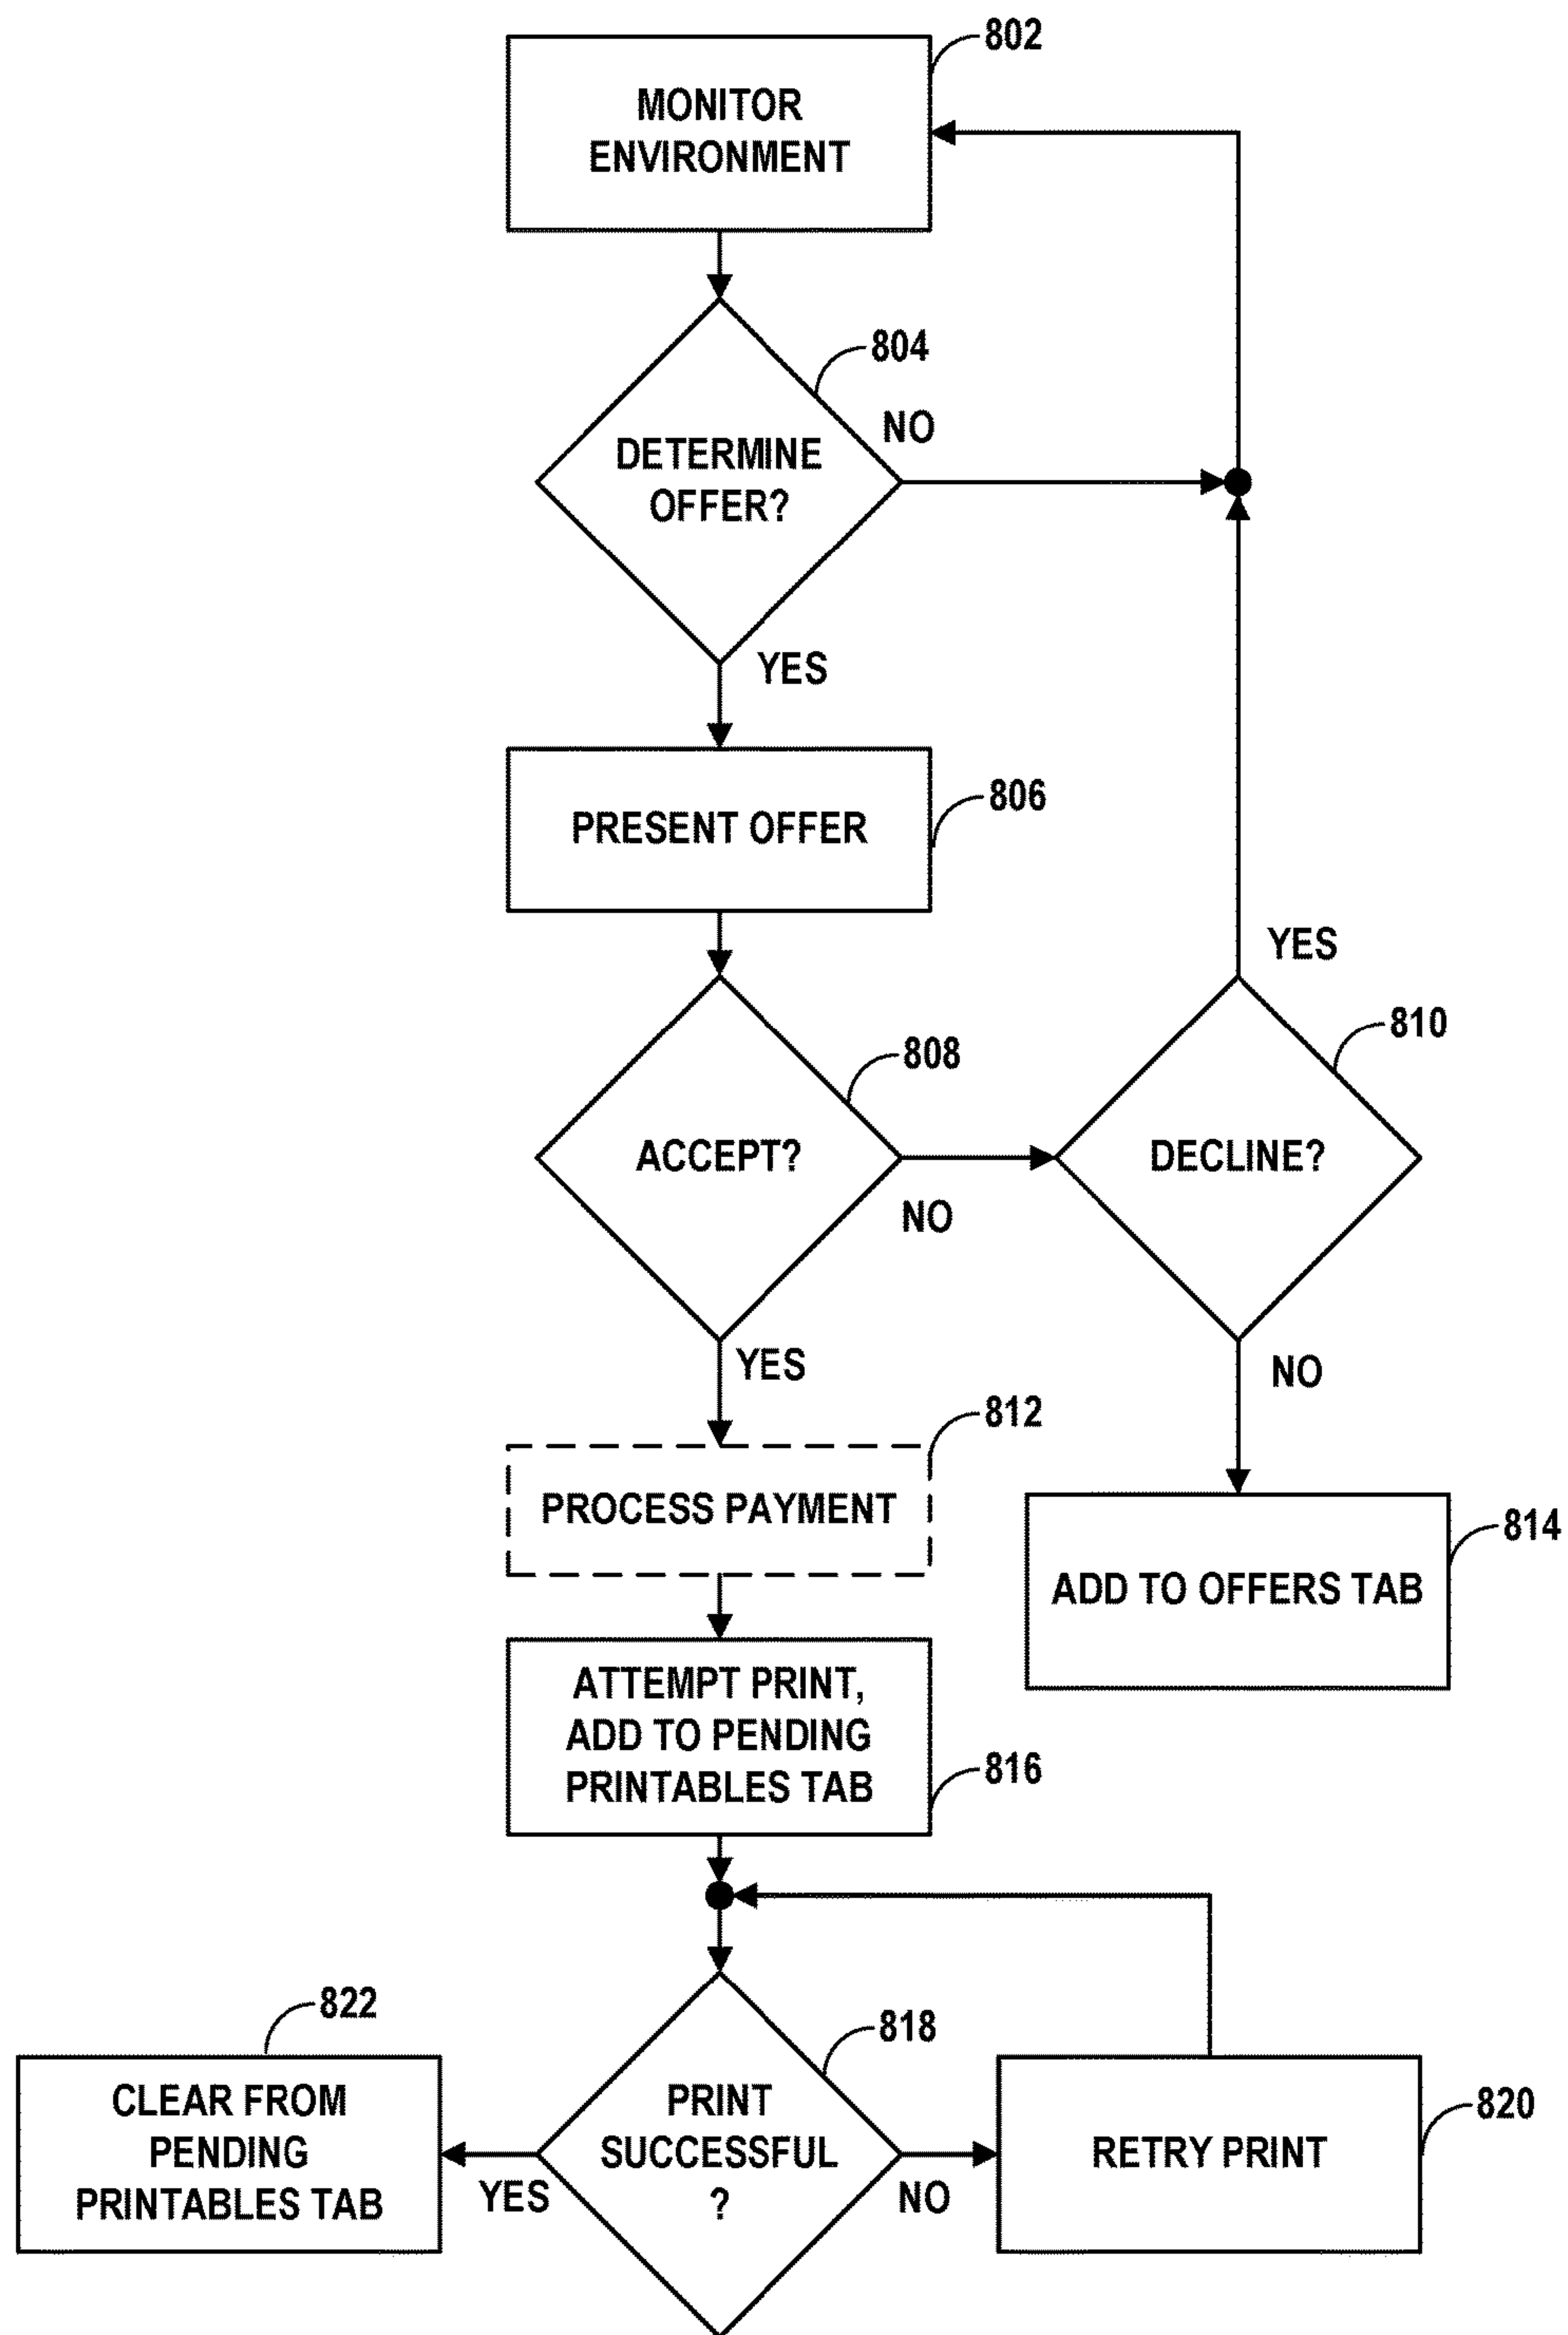 802
MONITOR
ENVIRONMENT
804
DETERMINE
OFFER?
NO
YES
806
PRESENT OFFER
YES
808
810
ACCEPT?
DECLINE?
NO
YES
NO
812
PROCESS PAYMENT
814
ADD TO OFFERS TAB
ATTEMPT PRINT,
ADD TO PENDING
PRINTABLES TAB
816
822
818
CLEAR FROM
PENDING
PRINTABLES TAB
PRINT
SUCCESSFUL
?
820
RETRY PRINT
YES
NO